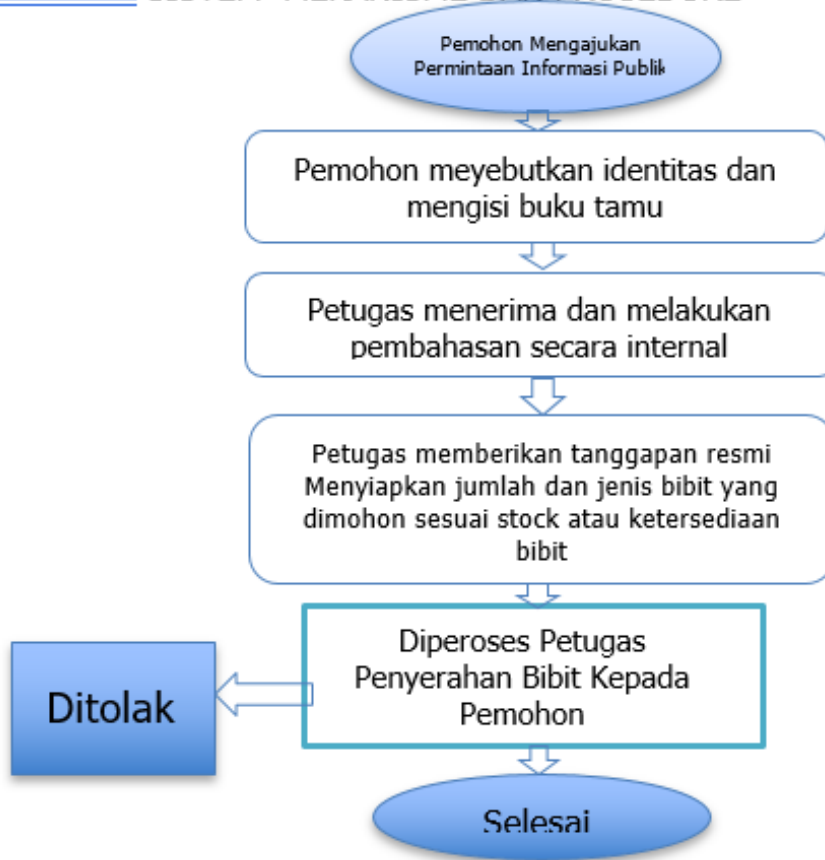 Pemohon Mengajukan
Permintaan Informasi Publik
Pemohon meyebutkan identitas dan
mengisi buku tamu
Petugas menerima dan melakukan
pembahasan secara internal
Petugas memberikan tanggapan resmi
Menyiapkan jumlah dan jenis bibit yang
dimohon sesuai stock atau ketersediaan
bibit
Diperoses Petugas
Penyerahan Bibit Kepada
Pemohon
Ditolak
Selesai